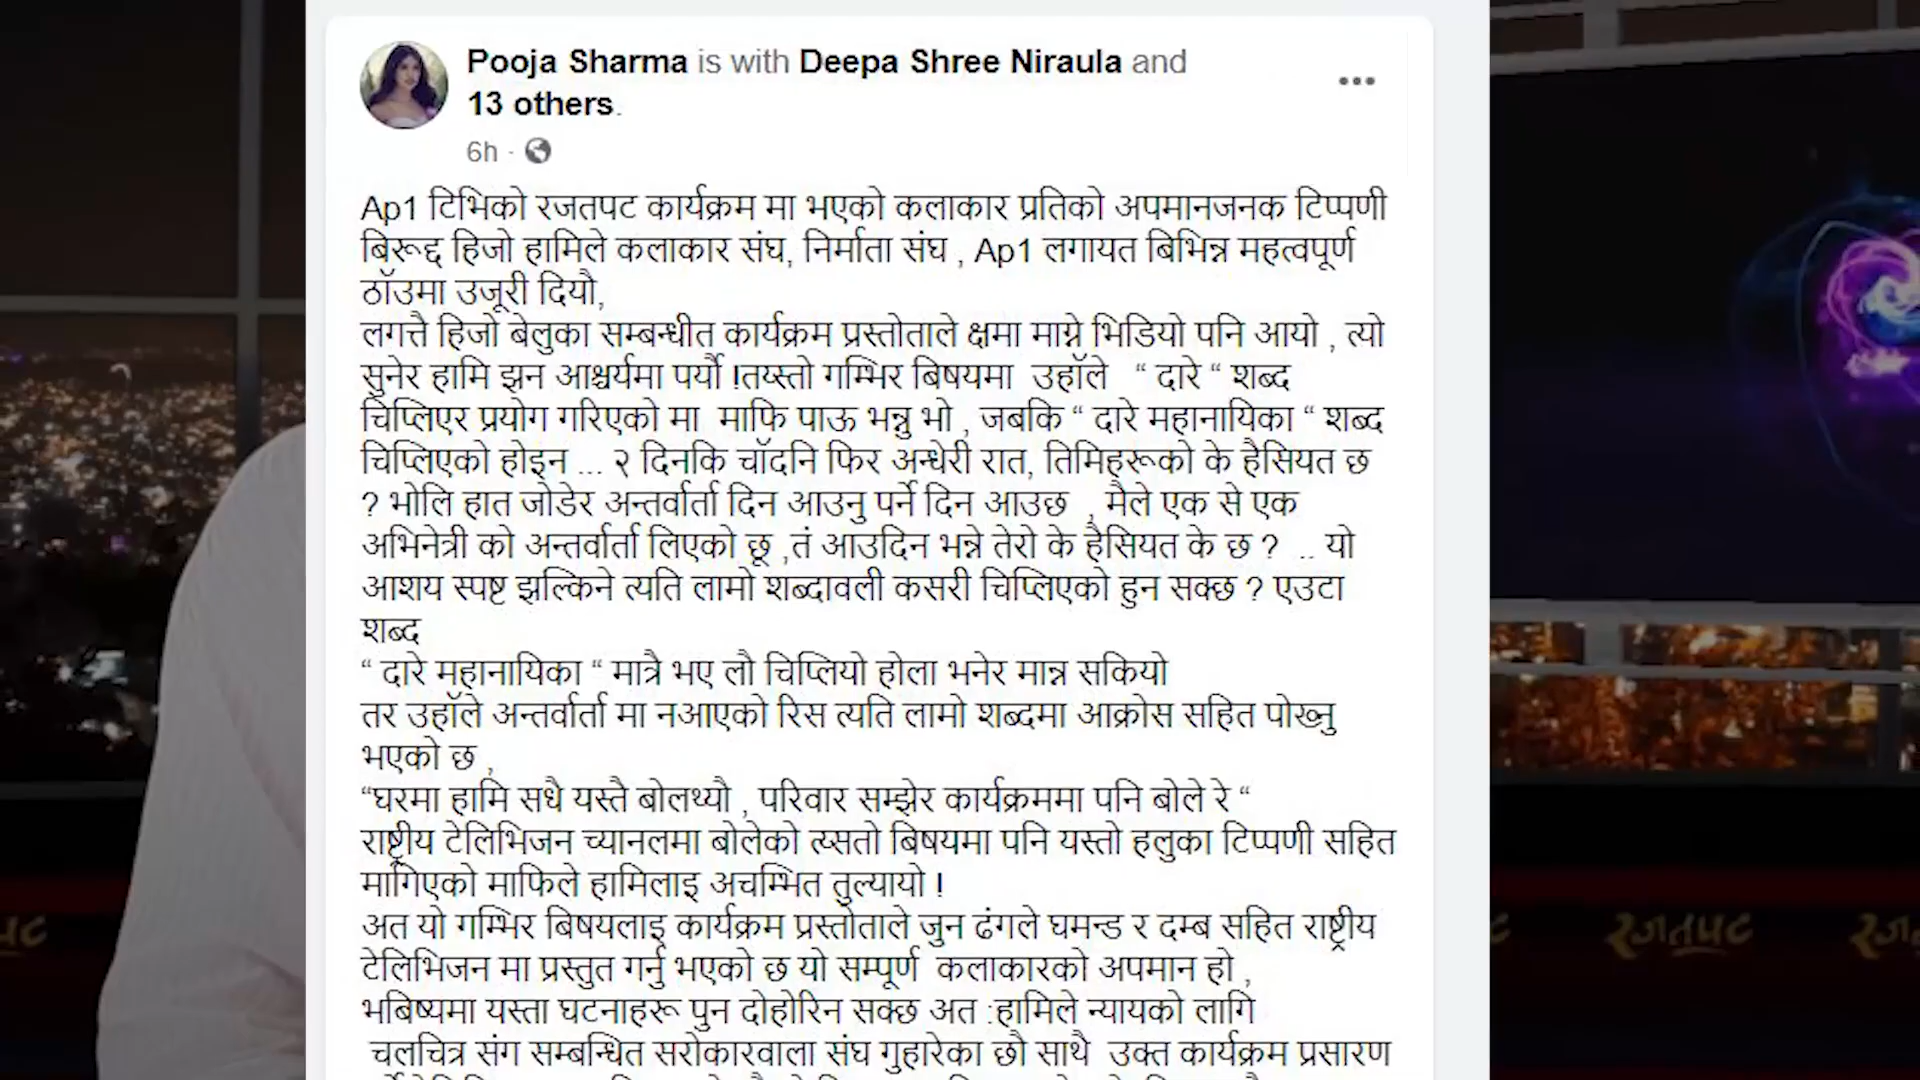 Pooja Sharma is with Deepa Shree Niraula and
13 others.
6h ·
Ap1 टिभिको रजतपट कार्यक्रम मा भएको कलाकार प्रतिको अपमानजनक टिप्पणी
बिरूद्द हिजो हामिले कलाकार संघ, निर्माता संघ , Ap1 लगायत बिभिन्न महत्वपूर्ण
ठाॅउमा उजूरी दियौ,
लगत्तै हिजो बेलुका सम्बन्धीत कार्यक्रम प्रस्तोताले क्षमा माग्ने भिडियो पनि आयो , त्यो
सुनेर हामि झन आश्चर्यमा पर्यौ !तय्स्तो गम्भिर बिषयमा उहाॅले “ दारे “ शब्द
चिप्लिएर प्रयोग गरिएको मा माफि पाऊ भन्नु भो , जबकि “ दारे महानायिका “ शब्द
चिप्लिएको होइन ... २ दिनकि चाॅदनि फिर अन्धेरी रात, तिमिहरूको के हैसियत छ
? भोलि हात जोडेर अन्तर्वार्ता दिन आउनु पर्ने दिन आउछ , मैले एक से एक
अभिनेत्री को अन्तर्वार्ता लिएको छू ,तं आउदिन भन्ने तेरो के हैसियत के छ ? .. यो
आशय स्पष्ट झल्किने त्यति लामो शब्दावली कसरी चिप्लिएको हुन सक्छ ? एउटा
शब्द
“ दारे महानायिका “ मात्रै भए लौ चिप्लियो होला भनेर मान्न सकियो
तर उहाॅले अन्तर्वार्ता मा नआएको रिस त्यति लामो शब्दमा आक्रोस सहित पोख्नु
भएको छ ,
“घरमा हामि सधै यस्तै बोलथ्यौ , परिवार सम्झेर कार्यक्रममा पनि बोले रे “
राष्ट्रीय टेलिभिजन च्यानलमा बोलेको त्य्सतो बिषयमा पनि यस्तो हलुका टिप्पणी सहित
मागिएको माफिले हामिलाइ अचम्भित तुल्यायो !
अत यो गम्भिर बिषयलाइ कार्यक्रम प्रस्तोताले जुन ढंगले घमन्ड र दम्ब सहित राष्ट्रीय
टेलिभिजन मा प्रस्तुत गर्नु भएको छ यो सम्पूर्ण कलाकारको अपमान हो ,
भबिष्यमा यस्ता घटनाहरू पुन दोहोरिन सक्छ अत :हामिले न्यायको लागि
चलचित्र संग सम्बन्धित सरोकारवाला संघ गुहारेका छौ साथै उक्त कार्यक्रम प्रसारण
रजतपट